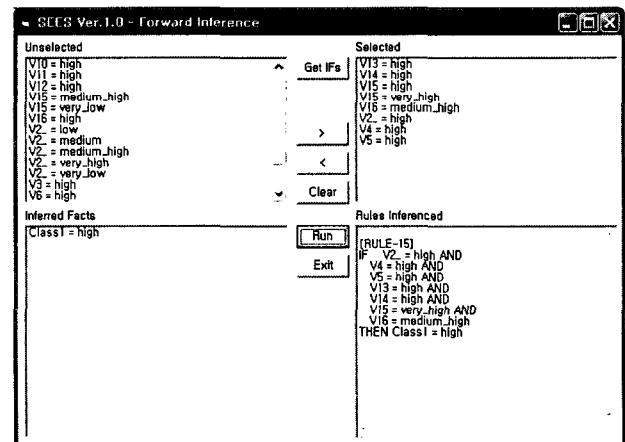 SEES Ver.1.0 - Forward Inference
Unselected
V10 = high
V11 = high
V12 = high
V15 = medium_high
V15 = very_low
V16 = high
V2_ = low
V2_ = medium
V2_ = medium_high
V2_ = very_high
V2_ = very_low
V3 = high
V6 = high
Get IFs
>
<
Clear
Selected
V13 = high
V14 = high
V15 = high
V15 = very_high
V16 = medium_high
V2_ = high
V4 = high
V5 = high
Inferred Facts
Class1 = high
Run
Exit
Rules Inferenced
[RULE-15]
IF V2_ = high AND
V4 = high AND
V5 = high AND
V13 = high AND
V14 = high AND
V15 = very_high AND
V16 = medium_high
THEN Class1 = high